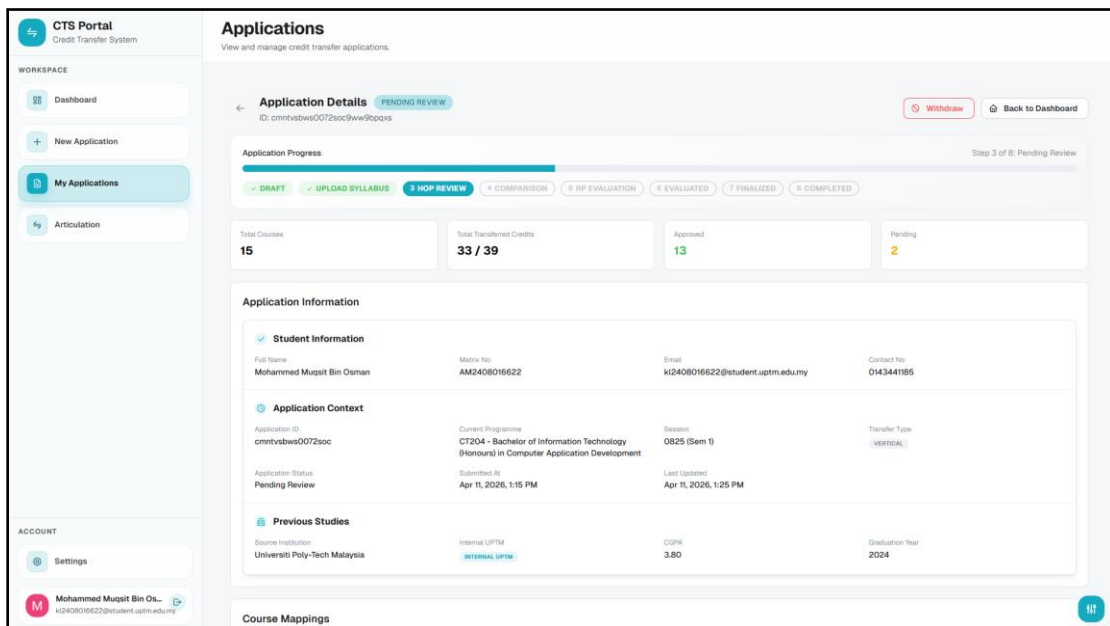 CTS Portal
Credit Transfer System
WORKSPACE
Dashboard
New Application
My Applications
Articulation
ACCOUNT
Settings
M
Mohammed Muqsit Bin Os...
kl2408016622@student.uptm.edu.my
Applications
View and manage credit transfer applications.
Application Details PENDING REVIEW
ID: cmntvsbws0072soc9ww9bpqxs
Withdraw
Back to Dashboard
Application Progress
Step 3 of 8: Pending Review
✓ DRAFT ✓ UPLOAD SYLLABUS 3 HOP REVIEW 4 COMPARISON 5 RP EVALUATION 6 EVALUATED 7 FINALIZED 8 COMPLETED
Total Courses
15
Total Transferred Credits
33 / 39
Approved
13
Pending
2
Application Information
Student Information
Full Name
Mohammed Muqsit Bin Osman
Matrix No
AM2408016622
Email
kl2408016622@student.uptm.edu.my
Contact No
0143441185
Application Context
Application ID
cmntvsbws0072soc
Current Programme
CT204 - Bachelor of Information Technology
(Honours) in Computer Application Development
Session
0825 (Sem 1)
Transfer Type
VERTICAL
Application Status
Pending Review
Submitted At
Apr 11, 2026, 1:15 PM
Last Updated
Apr 11, 2026, 1:25 PM
Previous Studies
Source Institution
Universiti Poly-Tech Malaysia
Internal UPTM
INTERNAL UPTM
CGPA
3.80
Graduation Year
2024
Course Mappings